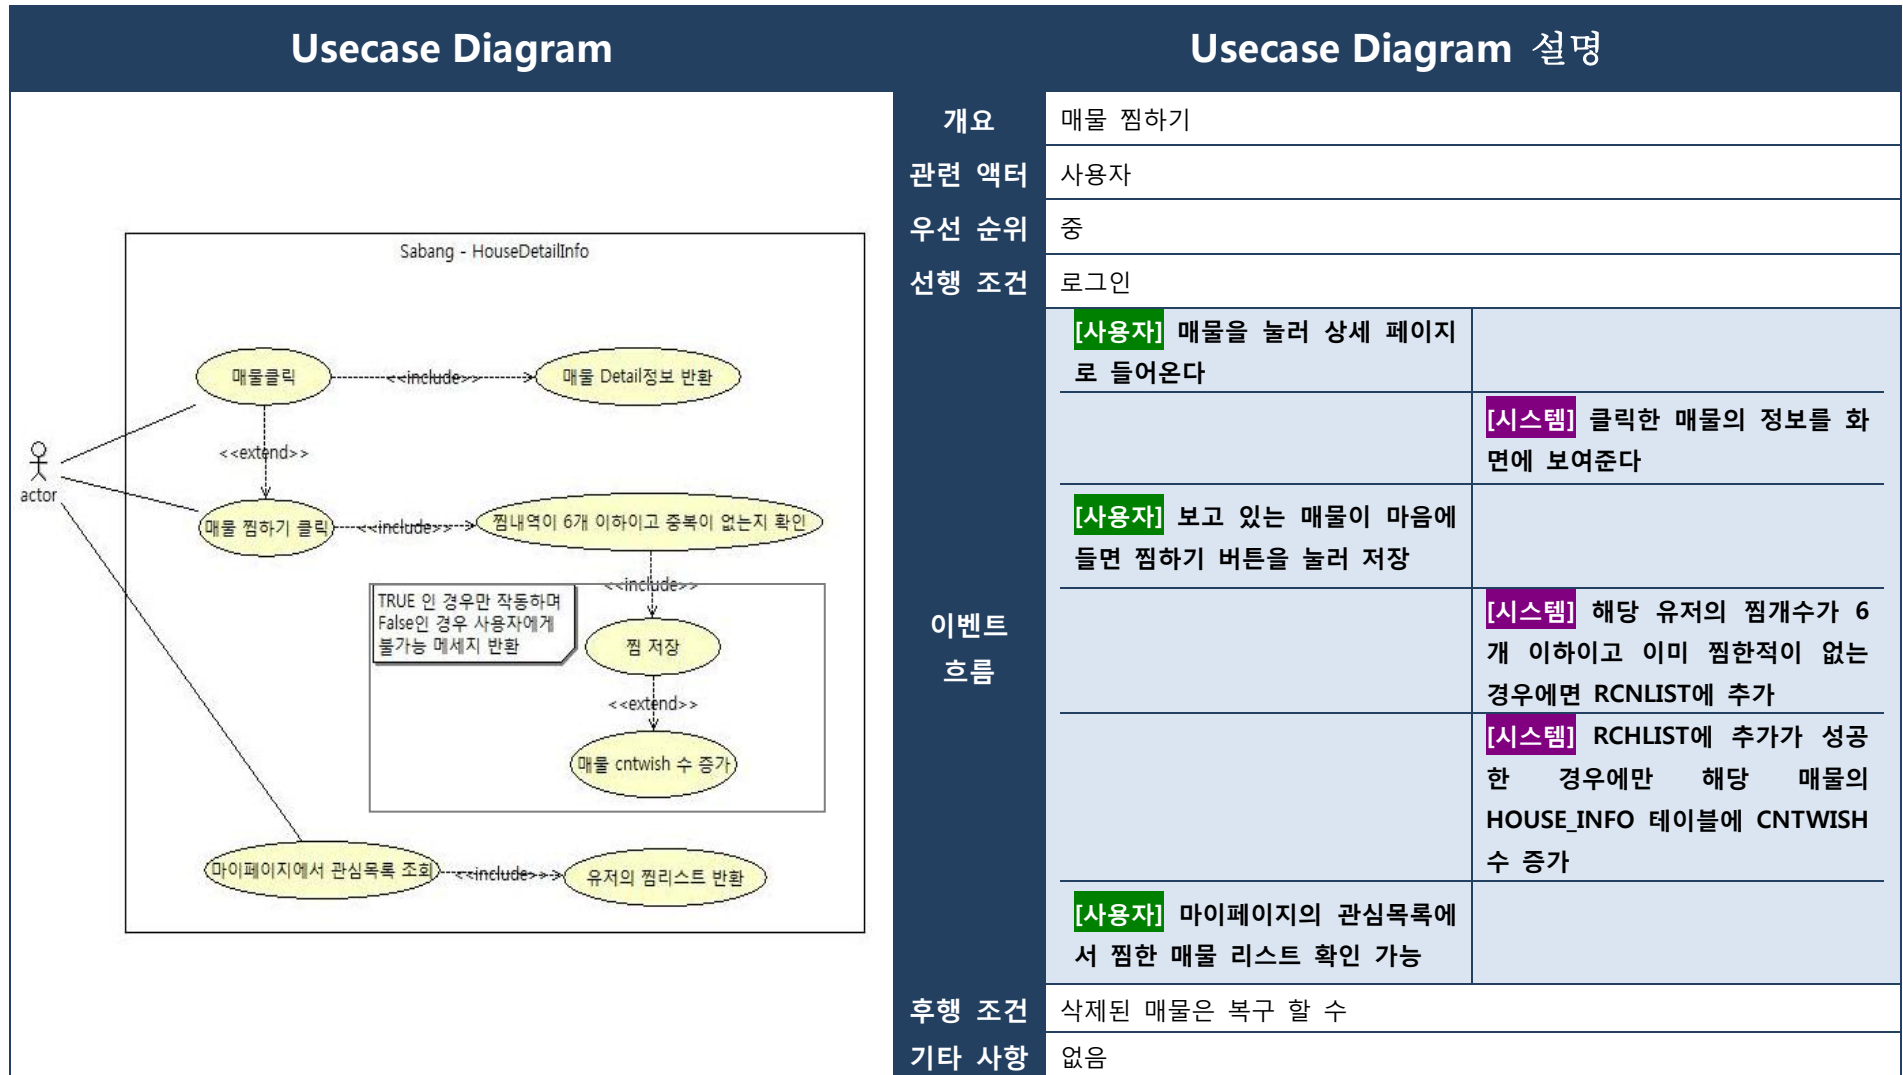 Usecase Diagram
Usecase Diagram 설명
Sabang - HouseDetailInfo
매물클릭
<<include>>
매물 Detail정보 반환
<<extend>>
actor
매물 찜하기 클릭
<<include>>
찜내역이 6개 이하이고 중복이 없는지 확인
<<include>>
TRUE 인 경우만 작동하며
False인 경우 사용자에게
불가능 메세지 반환
찜 저장
<<extend>>
매물 cntwish 수 증가
마이페이지에서 관심목록 조회
<<include>>
유저의 찜리스트 반환
개요
매물 찜하기
관련 액터
사용자
우선 순위
중
선행 조건
로그인
이벤트
흐름
[사용자] 매물을 눌러 상세 페이지
로 들어온다
[시스템] 클릭한 매물의 정보를 화
면에 보여준다
[사용자] 보고 있는 매물이 마음에
들면 찜하기 버튼을 눌러 저장
[시스템] 해당 유저의 찜개수가 6
개 이하이고 이미 찜한적이 없는
경우에면 RCNLIST에 추가
[시스템] RCHLIST에 추가가 성공
한 경우에만 해당 매물의
HOUSE_INFO 테이블에 CNTWISH
수 증가
[사용자] 마이페이지의 관심목록에
서 찜한 매물 리스트 확인 가능
후행 조건
삭제된 매물은 복구 할 수
기타 사항
없음